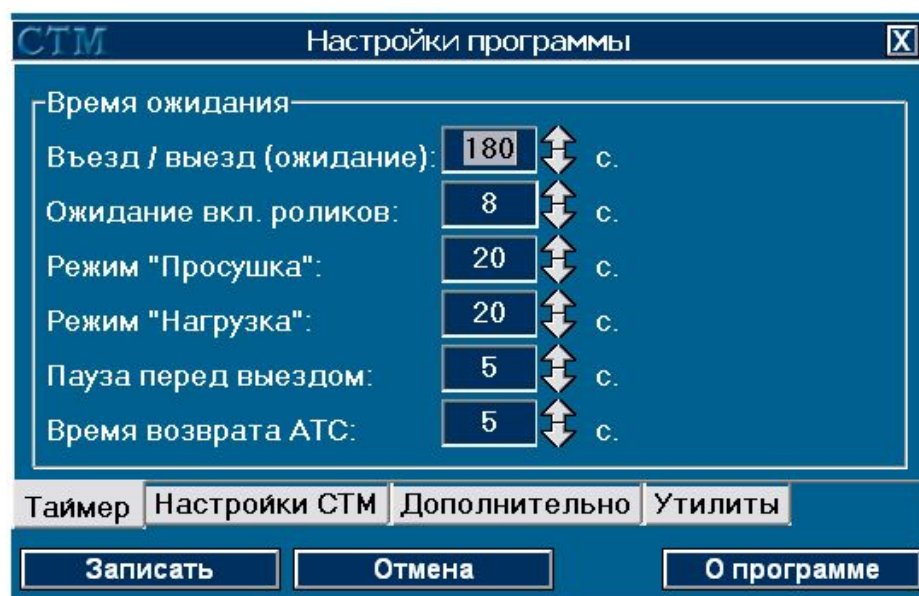 СТМ Настройки программы X
Время ожидания
Въезд / выезд (ожидание): 180 с.
Ожидание вкл. роликов: 8 с.
Режим "Просушка": 20 с.
Режим "Нагрузка": 20 с.
Пауза перед выездом: 5 с.
Время возврата АТС: 5 с.
Таймер Настройки СТМ Дополнительно Утилиты
Записать Отмена О программе